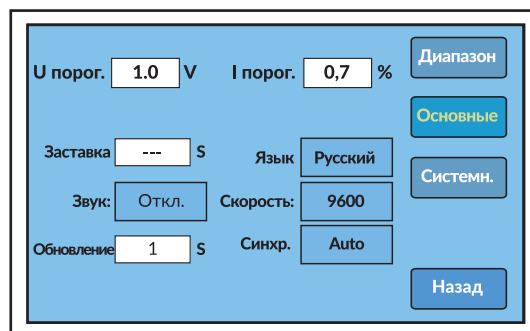 U порог. 1.0 V I порог. 0,7 % Диапазон
Основные
Заставка --- S Язык Русский Системн.
Звук: Откл. Скорость: 9600
Обновление 1 S Синхр. Auto
Назад